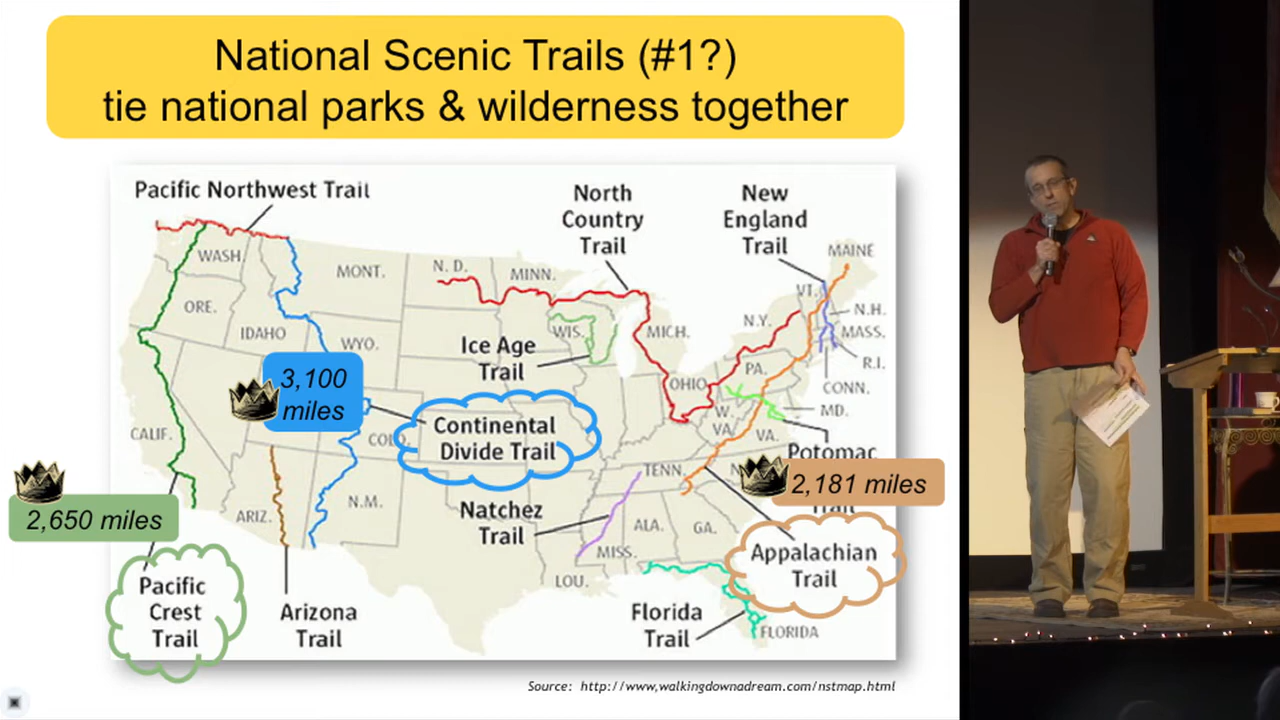 National Scenic Trails (#1?)
tie national parks & wilderness together
Pacific Northwest Trail
North
Country
Trail
New
England
Trail
MAINE
WASH.
MONT.
N. D.
MINN.
VT.
N.H.
ORE.
IDAHO
WYO.
WIS.
MICH.
N.Y.
MASS.
R.I.
Ice Age
Trail
PA.
OHIO
CONN.
3,100
miles
W.
VA.
MD.
CALIF.
COLO.
Continental
Divide Trail
VA.
Potomac
TENN.
N
2,181 miles
Trail
2,650 miles
ARIZ.
N.M.
Natchez
Trail
ALA.
GA.
MISS.
Appalachian
Trail
LOU.
Pacific
Crest
Trail
Arizona
Trail
Florida
Trail
FLORIDA
Source: http://www.walkingdownadream.com/nstmap.html